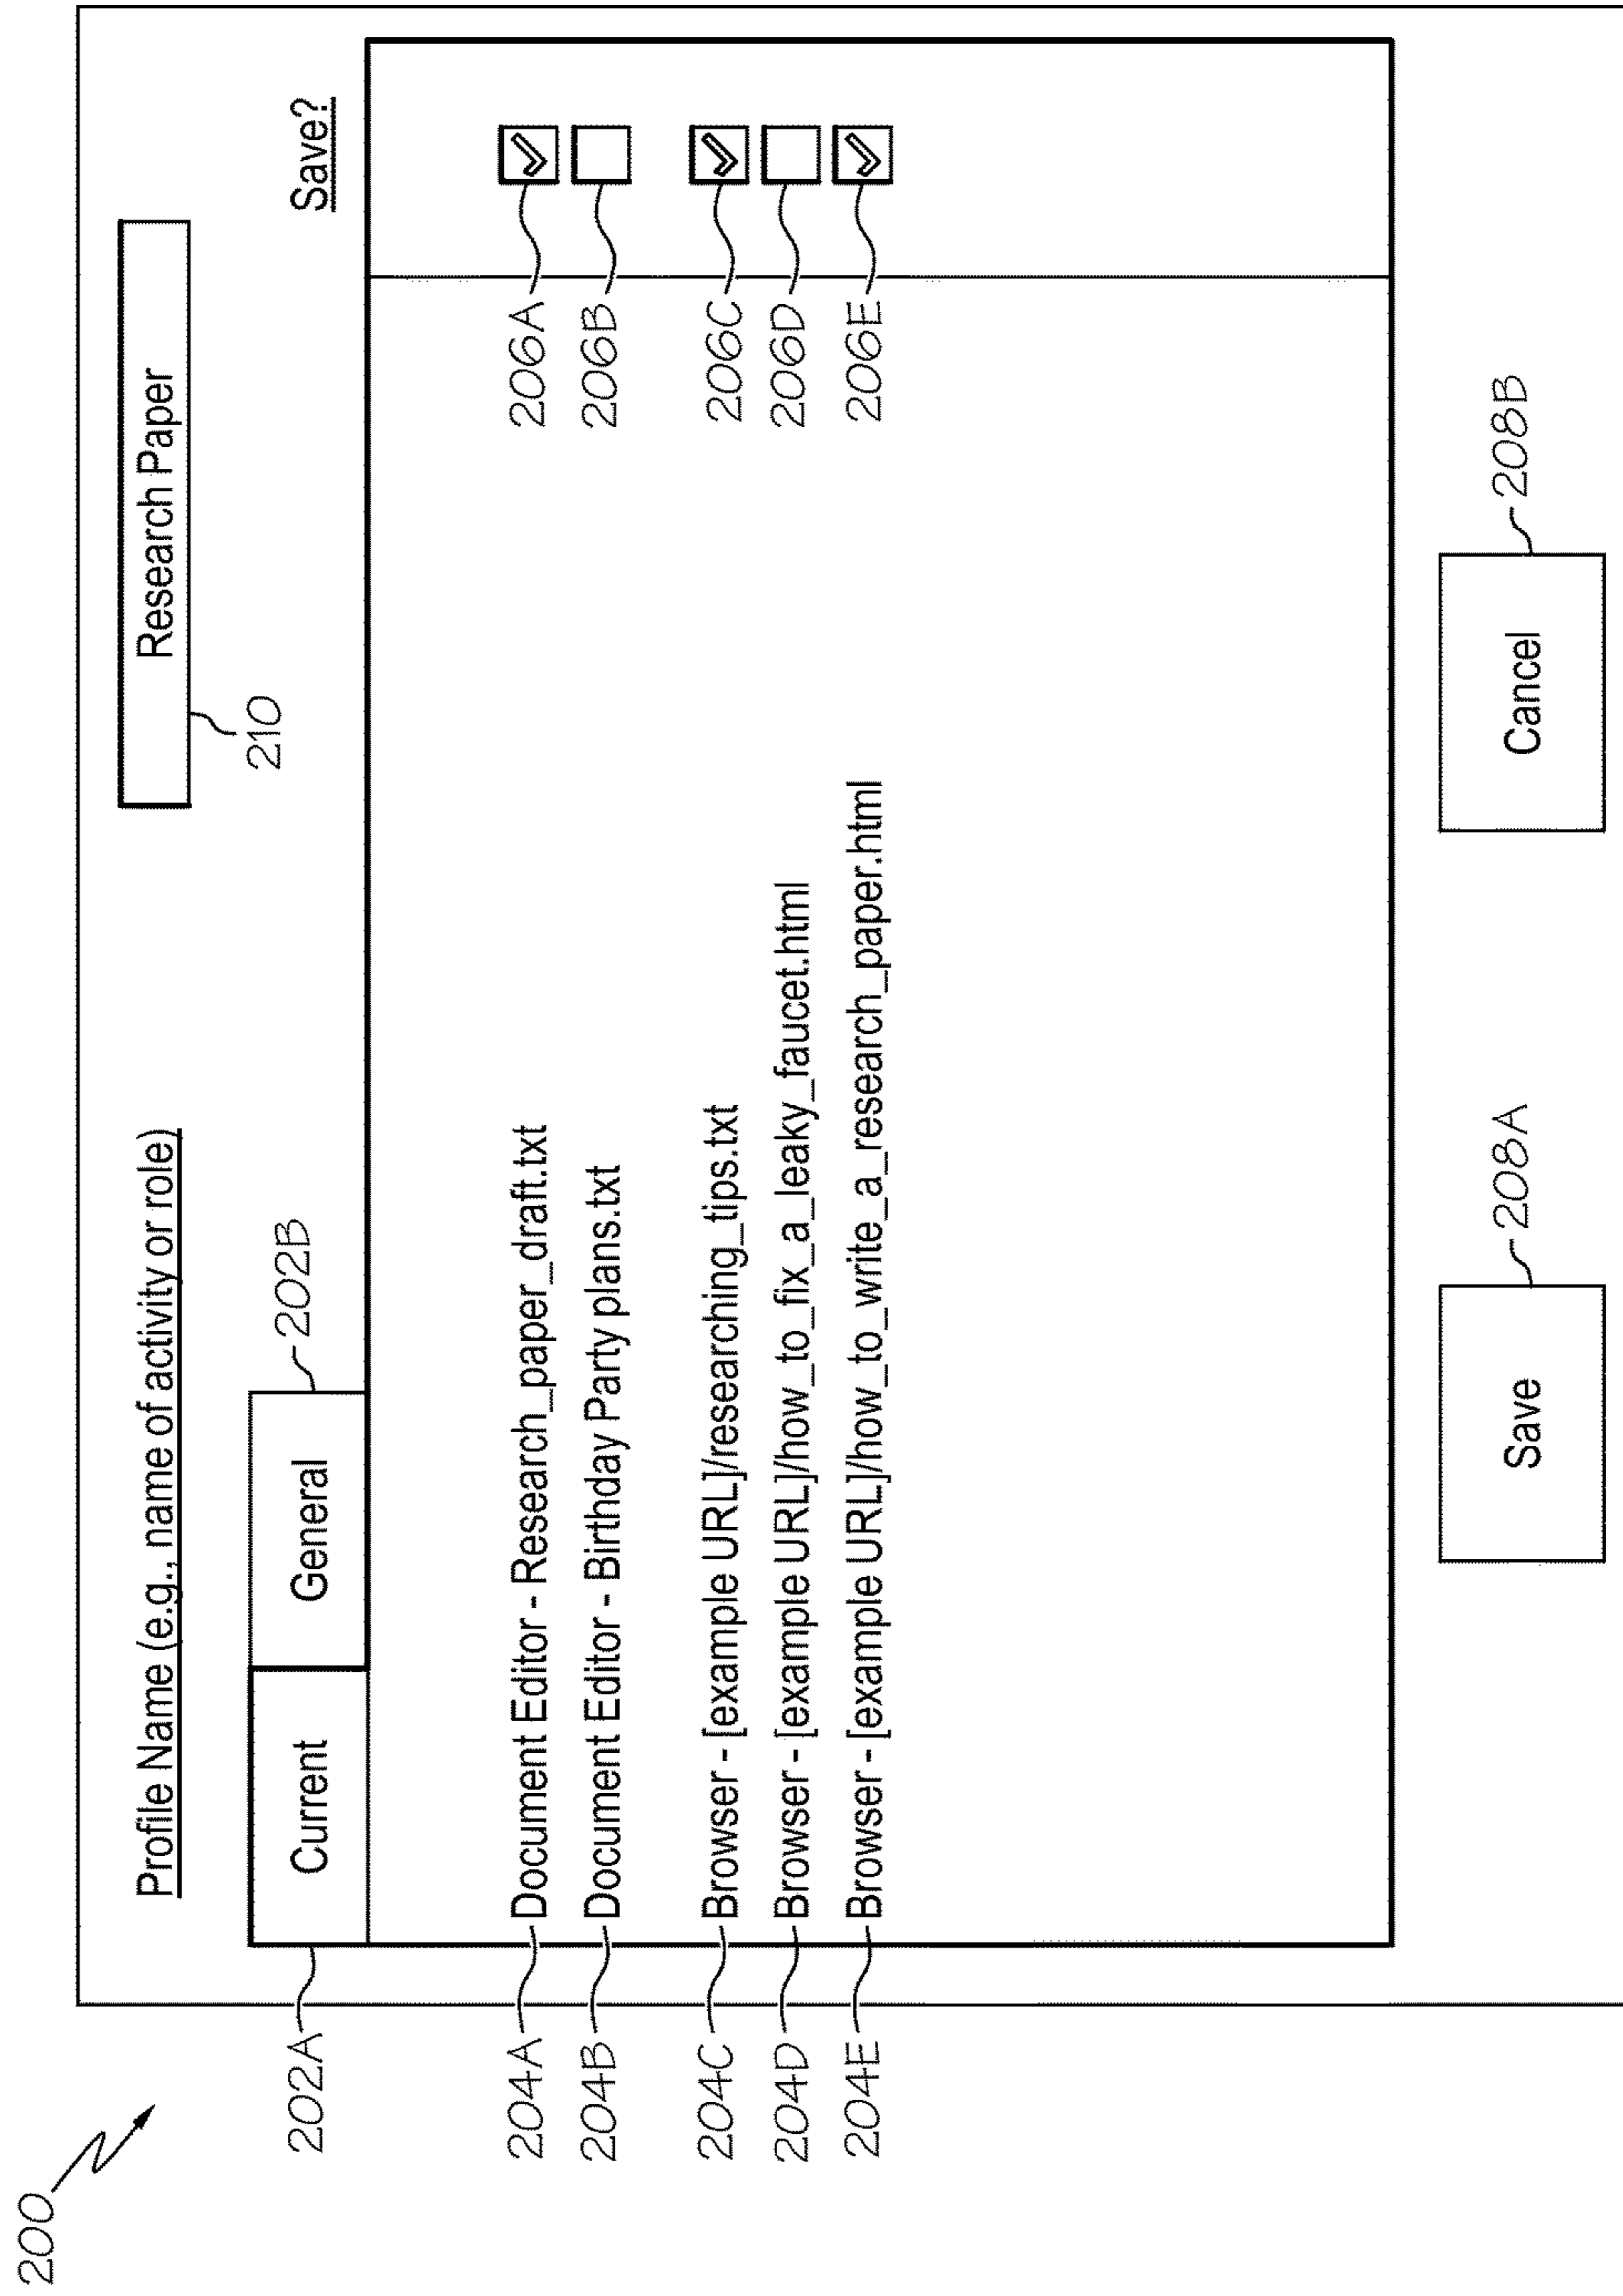 200
Profile Name (e.g., name of activity or role) Research Paper
210
202A Current General 202B Save?
204A Document Editor - Research_paper_draft.txt 206A
204B Document Editor - Birthday Party plans.txt 206B
204C Browser - [example URL]/researching_tips.txt 206C
204D Browser - [example URL]/how_to_fix_a_leaky_faucet.html 206D
204E Browser - [example URL]/how_to_write_a_research_paper.html 206E
Save 208A Cancel 208B